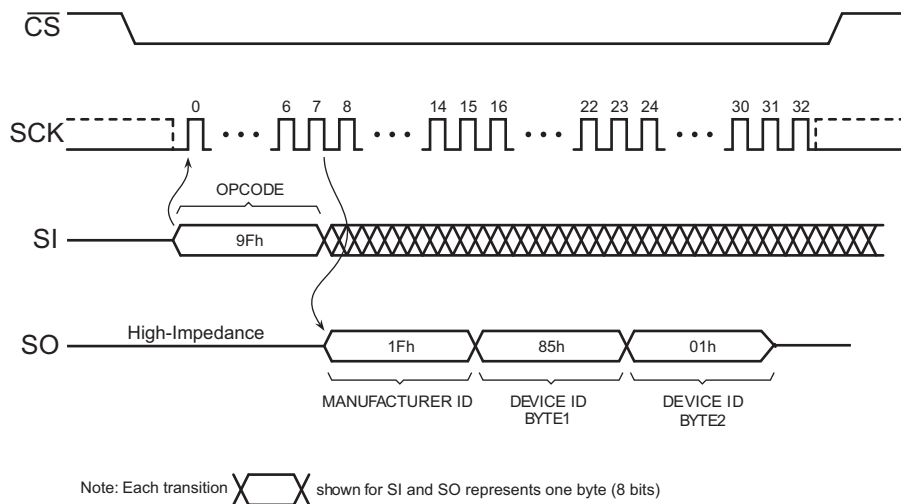 CS
0 6 7 8 14 15 16 22 23 24 30 31 32
SCK
OPCODE
SI
9Fh
High-Impedance
SO
1Fh 85h 01h
MANUFACTURER ID
DEVICE ID
BYTE1
DEVICE ID
BYTE2
Note: Each transition shown for SI and SO represents one byte (8 bits)